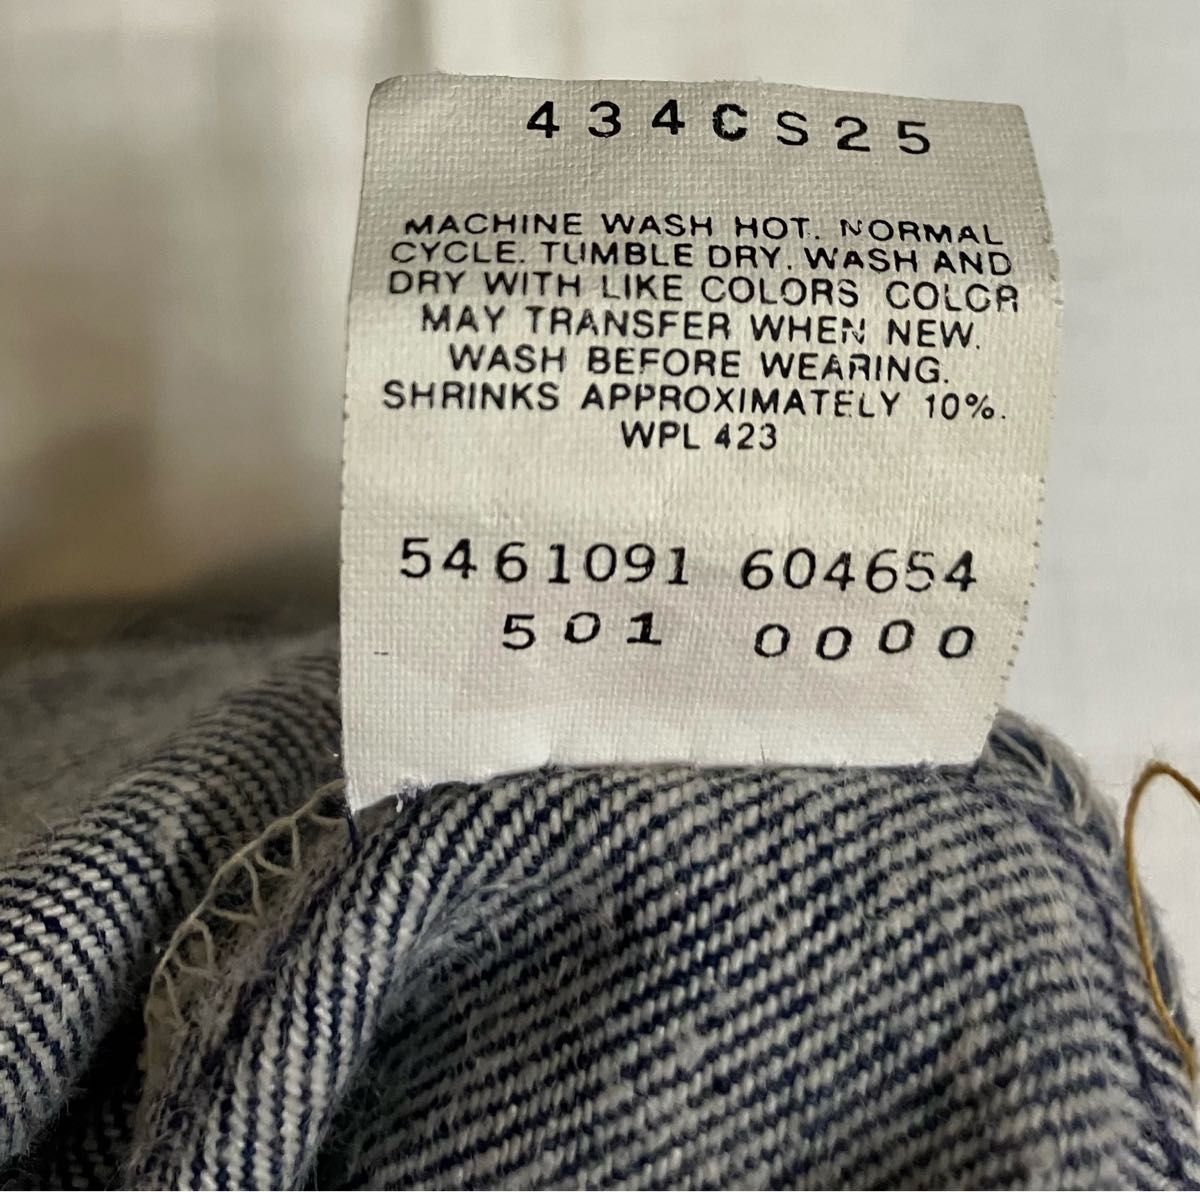 434CS25
MACHINE WASH HOT. NORMAL
CYCLE. TUMBLE DRY. WASH AND
DRY WITH LIKE COLORS COLOR
MAY TRANSFER WHEN NEW.
WASH BEFORE WEARING.
SHRINKS APPROXIMATELY 10%.
WPL 423
5461091 604654
501 0000